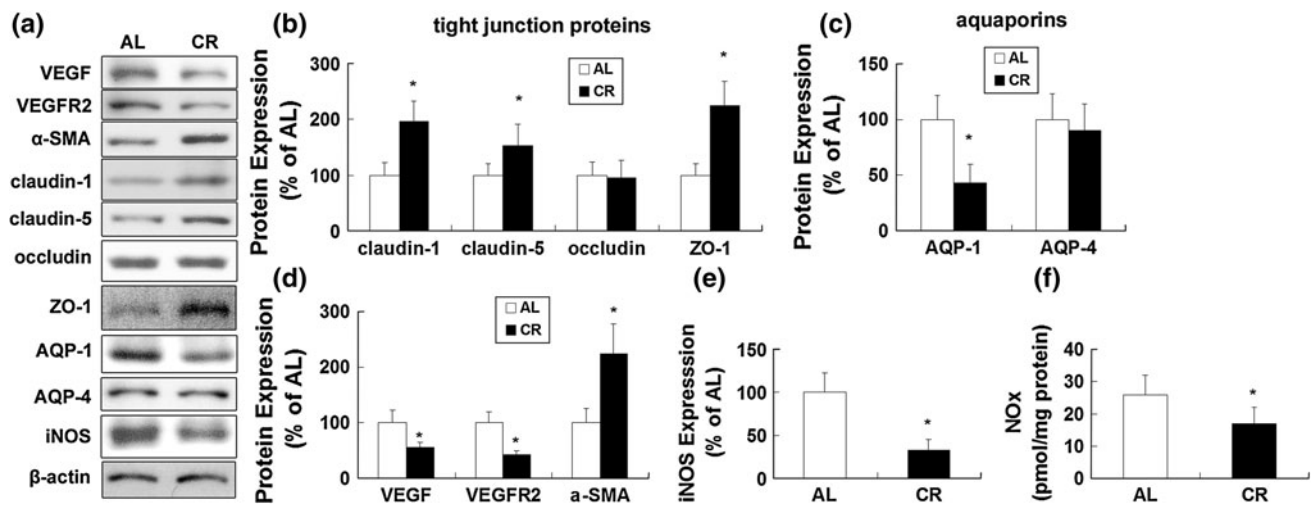 (a)
AL CR
VEGF
VEGFR2
α-SMA
claudin-1
claudin-5
occludin
ZO-1
AQP-1
AQP-4
iNOS
β-actin
(b)
tight junction proteins
Protein Expression
(% of AL)
300
200
100
0
AL
CR
*
*
*
claudin-1 claudin-5 occludin ZO-1
(c)
aquaporins
Protein Expression
(% of AL)
150
100
50
0
AL
CR
*
AQP-1 AQP-4
(d)
Protein Expression
(% of AL)
300
200
100
0
AL
CR
*
*
*
VEGF VEGFR2 a-SMA
(e)
iNOS Expresssion
(% of AL)
150
100
50
0
*
AL CR
(f)
NOx
(pmol/mg protein)
40
30
20
10
0
*
AL CR